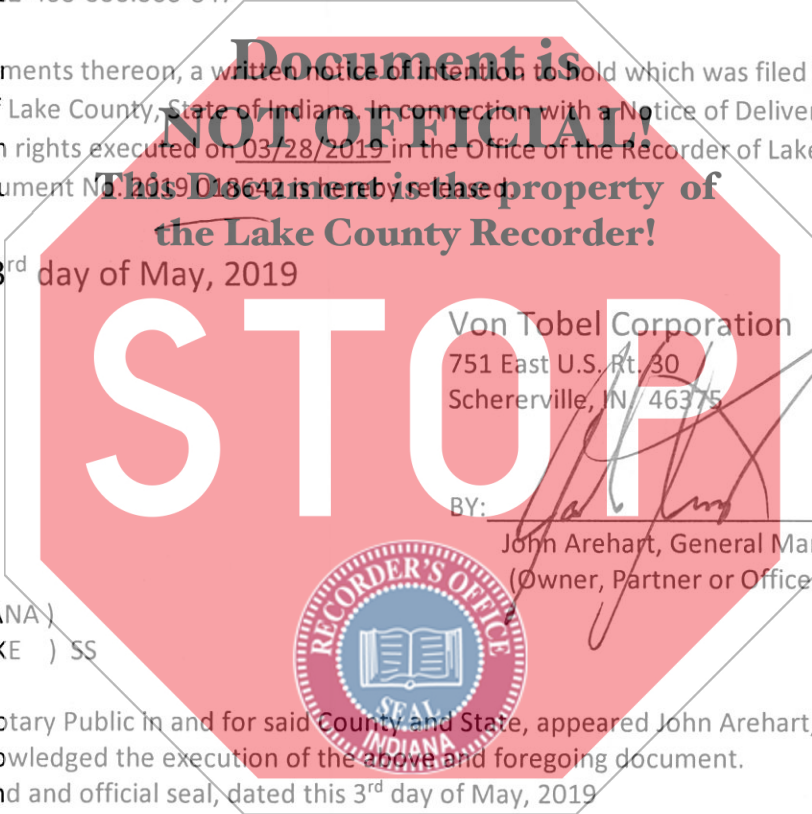 Document is
NOT OFFICIAL!
This Document is the property of
the Lake County Recorder!
STOP
ments thereon, a written notice of intention to hold which was filed
Lake County, State of Indiana, In connection with a Notice of Deliver
n rights executed on 03/28/2019 in the Office of the Recorder of Lake
ument No. 2019 018642 is hereby released.
3rd day of May, 2019
Von Tobel Corporation
751 East U.S. Rt. 30
Schererville, IN 46375
BY:
John Arehart, General Mar
(Owner, Partner or Office
ANA )
KE ) SS
RECORDER'S OFFICE
SEAL
INDIANA
otary Public in and for said County and State, appeared John Arehart,
owledged the execution of the above and foregoing document.
nd and official seal, dated this 3rd day of May, 2019